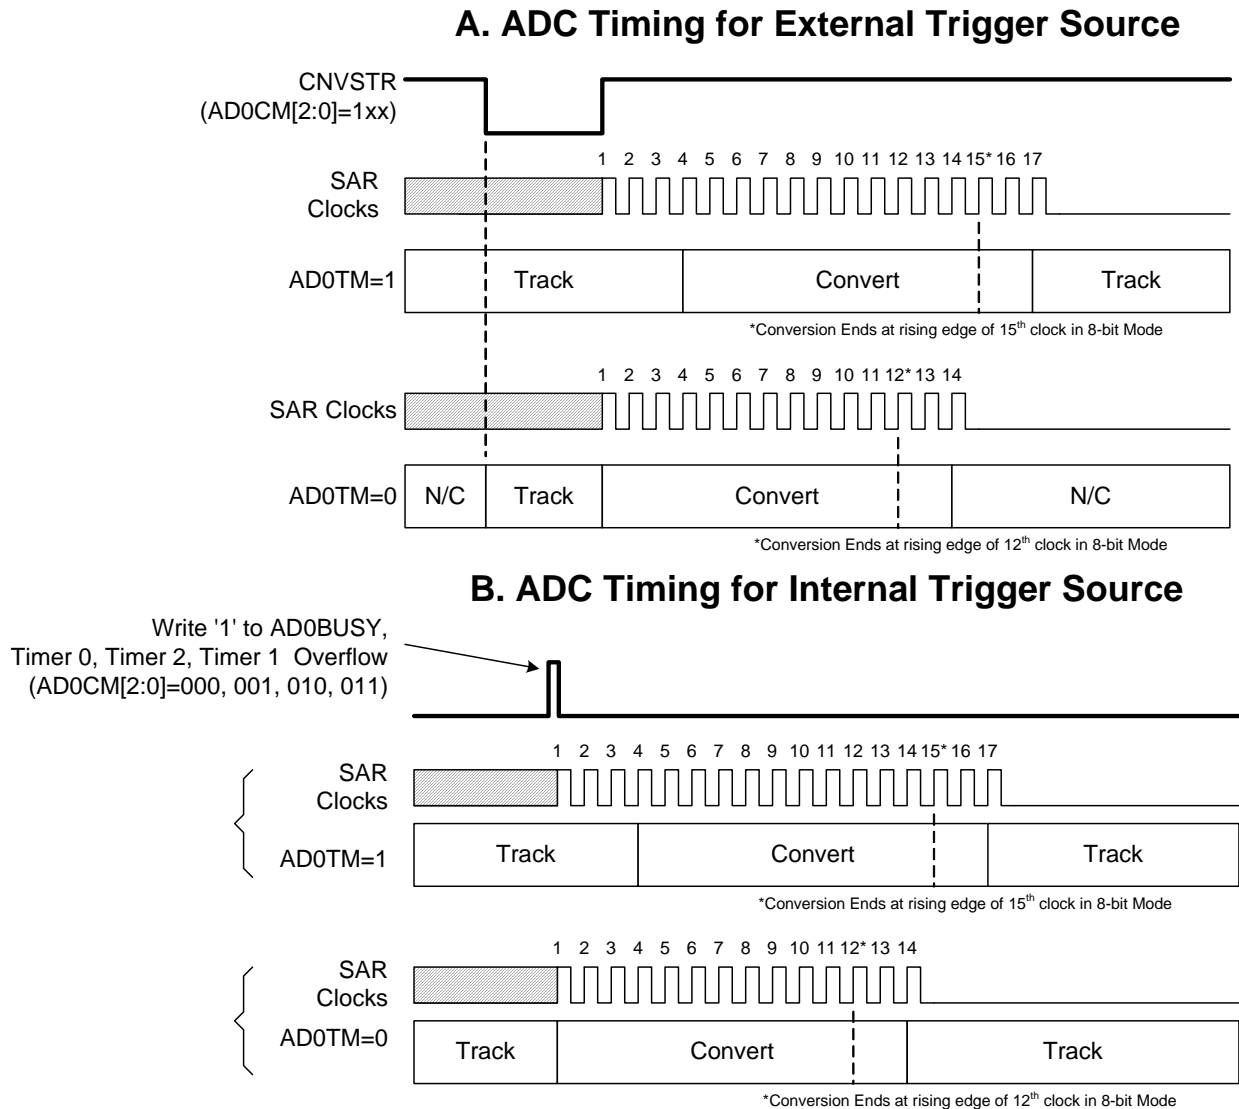 A. ADC Timing for External Trigger Source
CNVSTR
(AD0CM[2:0]=1xx)
1 2 3 4 5 6 7 8 9 10 11 12 13 14 15* 16 17
SAR
Clocks
AD0TM=1 Track Convert Track
*Conversion Ends at rising edge of 15th clock in 8-bit Mode
1 2 3 4 5 6 7 8 9 10 11 12* 13 14
SAR Clocks
AD0TM=0 N/C Track Convert N/C
*Conversion Ends at rising edge of 12th clock in 8-bit Mode
B. ADC Timing for Internal Trigger Source
Write '1' to AD0BUSY,
Timer 0, Timer 2, Timer 1 Overflow
(AD0CM[2:0]=000, 001, 010, 011)
1 2 3 4 5 6 7 8 9 10 11 12 13 14 15* 16 17
SAR
Clocks
AD0TM=1 Track Convert Track
*Conversion Ends at rising edge of 15th clock in 8-bit Mode
1 2 3 4 5 6 7 8 9 10 11 12* 13 14
SAR
Clocks
AD0TM=0 Track Convert Track
*Conversion Ends at rising edge of 12th clock in 8-bit Mode